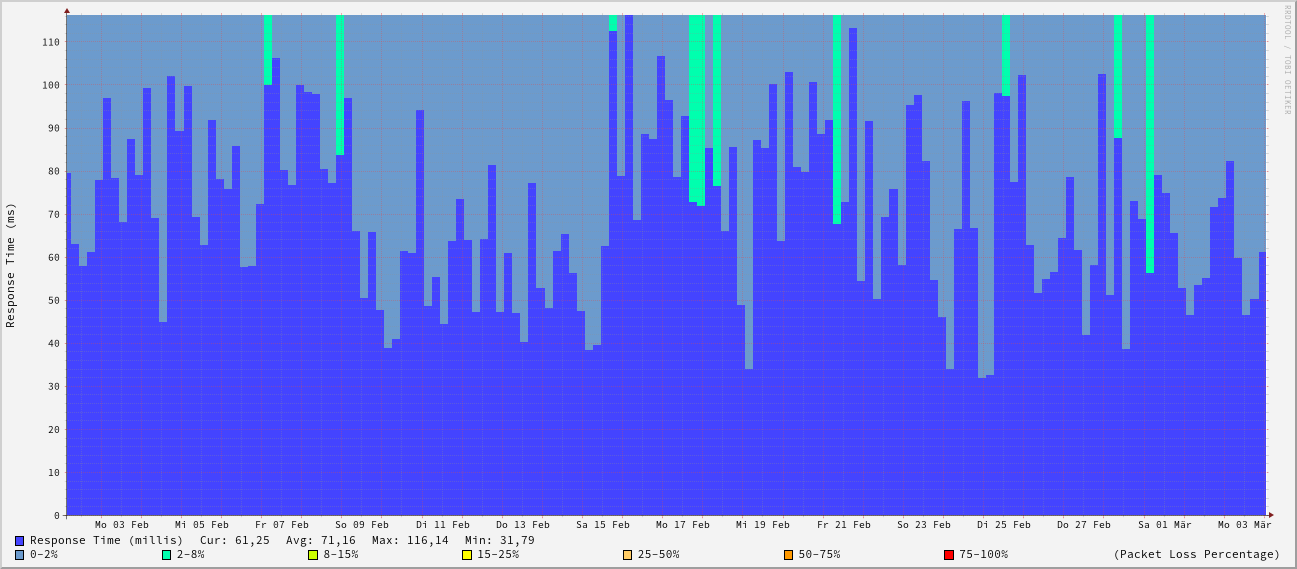 RRDTOOL / TOBI OETIKER
Response Time (ms)
110
100
90
80
70
60
50
40
30
20
10
0
Mo 03 Feb Mi 05 Feb Fr 07 Feb So 09 Feb Di 11 Feb Do 13 Feb Sa 15 Feb Mo 17 Feb Mi 19 Feb Fr 21 Feb So 23 Feb Di 25 Feb Do 27 Feb Sa 01 Mär Mo 03 Mär
Response Time (millis) Cur: 61,25 Avg: 71,16 Max: 116,14 Min: 31,79
0-2% 2-8% 8-15% 15-25% 25-50% 50-75% 75-100% (Packet Loss Percentage)